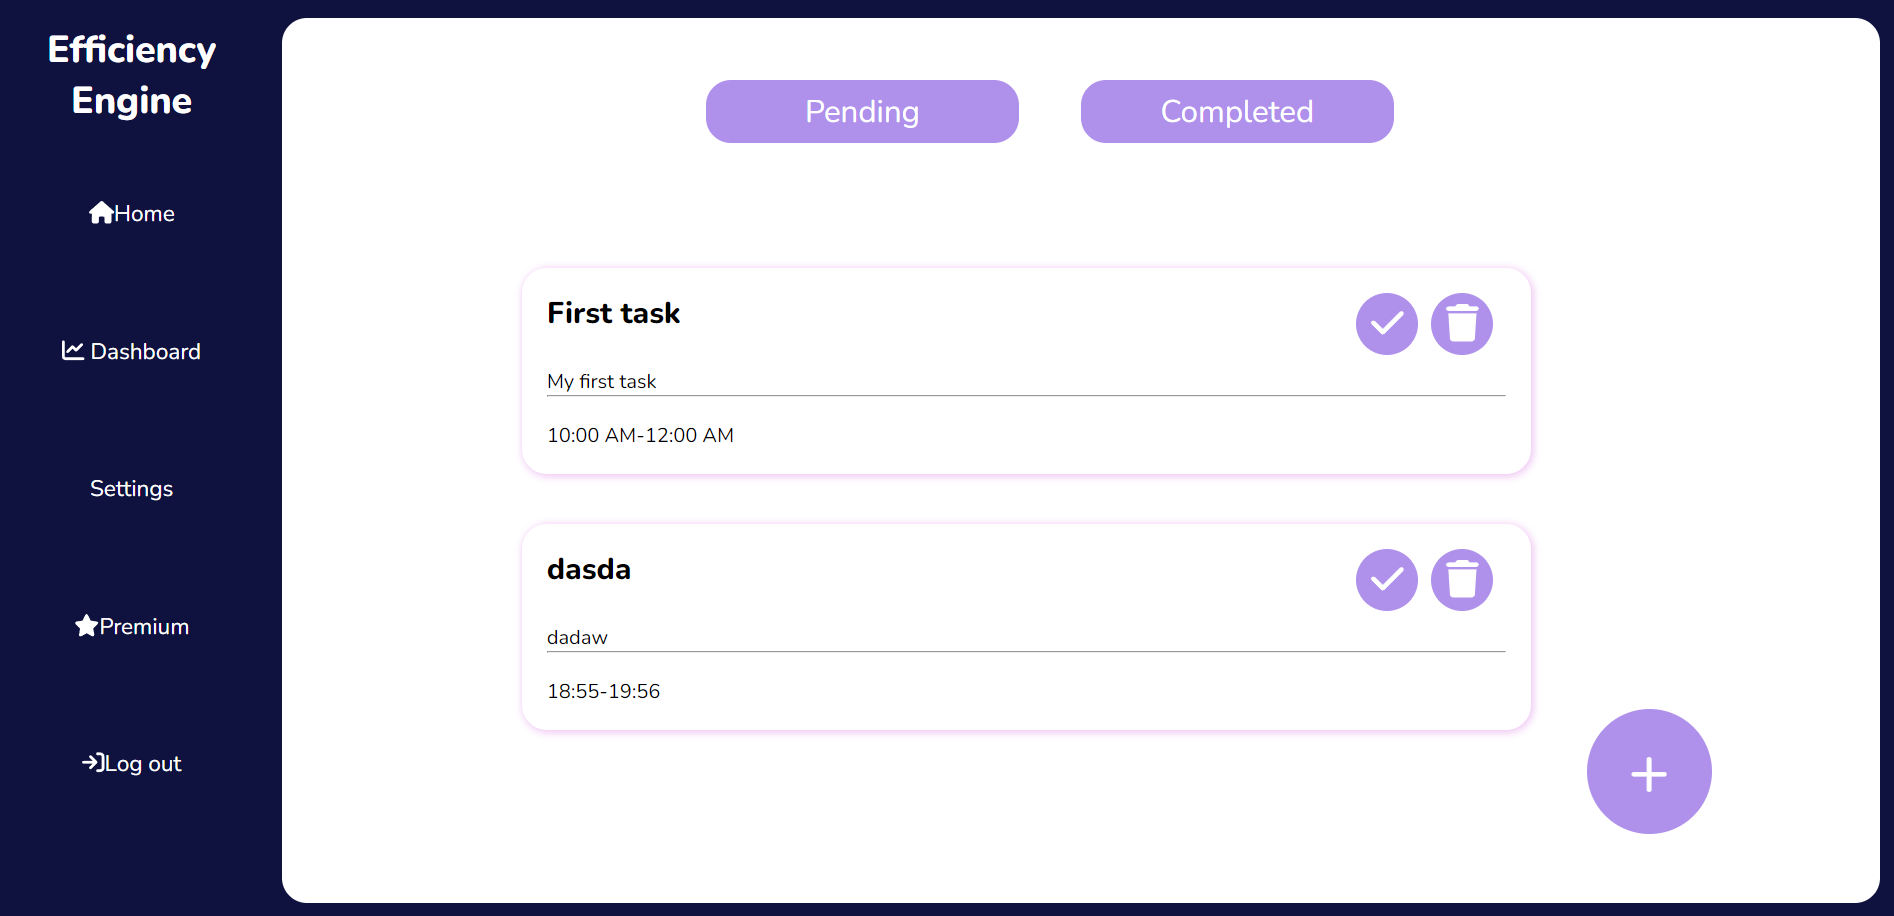 Efficiency
Engine
Home
Dashboard
Settings
Premium
Log out
Pending
Completed
First task
My first task
10:00 AM-12:00 AM
dasda
dadaw
18:55-19:56